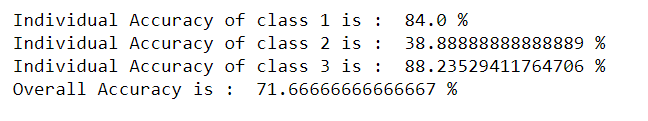 Individual Accuracy of class 1 is :  84.0 %
Individual Accuracy of class 2 is :  38.88888888888889 %
Individual Accuracy of class 3 is :  88.23529411764706 %
Overall Accuracy is :  71.66666666666667 %